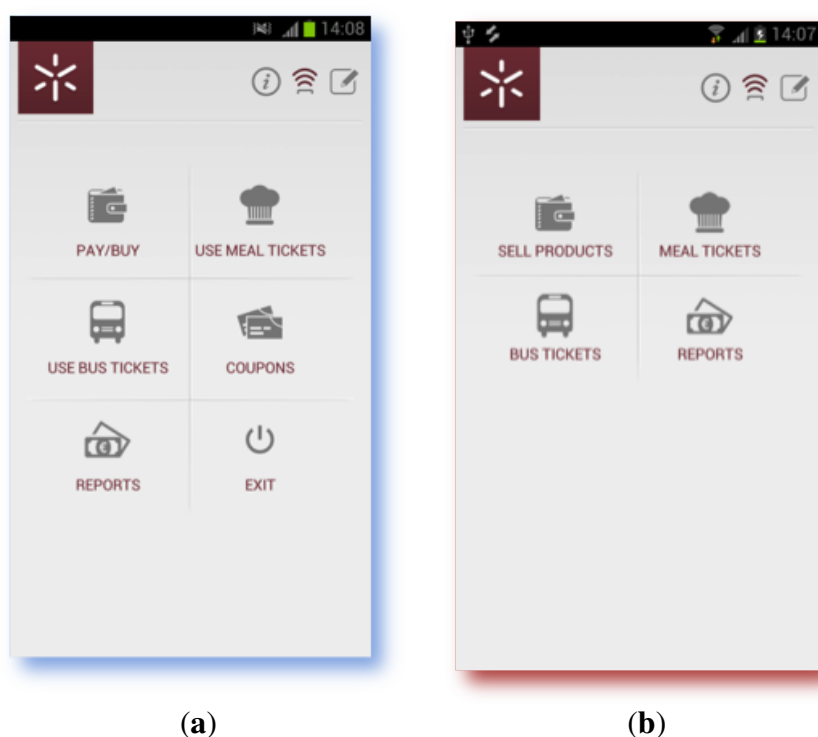 14:08
PAY/BUY USE MEAL TICKETS
USE BUS TICKETS COUPONS
REPORTS EXIT
(a)
14:07
SELL PRODUCTS MEAL TICKETS
BUS TICKETS REPORTS
(b)